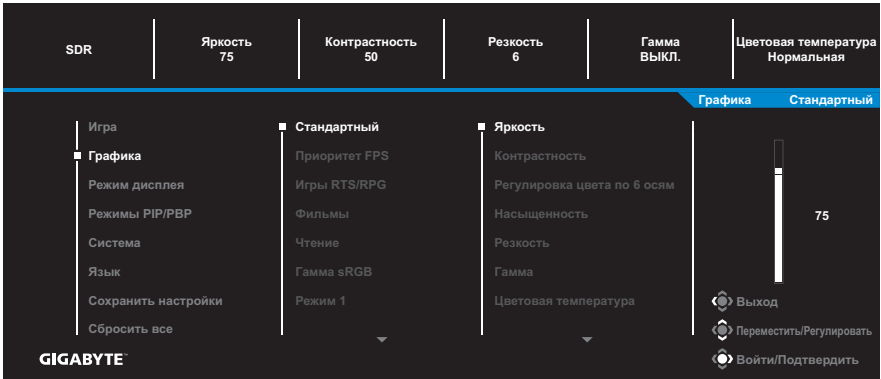 SDR
Яркость
75
Контрастность
50
Резкость
6
Гамма
ВЫКЛ.
Цветовая температура
Нормальная
Графика Стандартный
Игра
Графика
Режим дисплея
Режимы PIP/PBP
Система
Язык
Сохранить настройки
Сбросить все
Стандартный
Приоритет FPS
Игры RTS/RPG
Фильмы
Чтение
Гамма sRGB
Режим 1
Яркость
Контрастность
Регулировка цвета по 6 осям
Насыщенность
Резкость
Гамма
Цветовая температура
75
Выход
Переместить/Регулировать
Войти/Подтвердить
GIGABYTE™